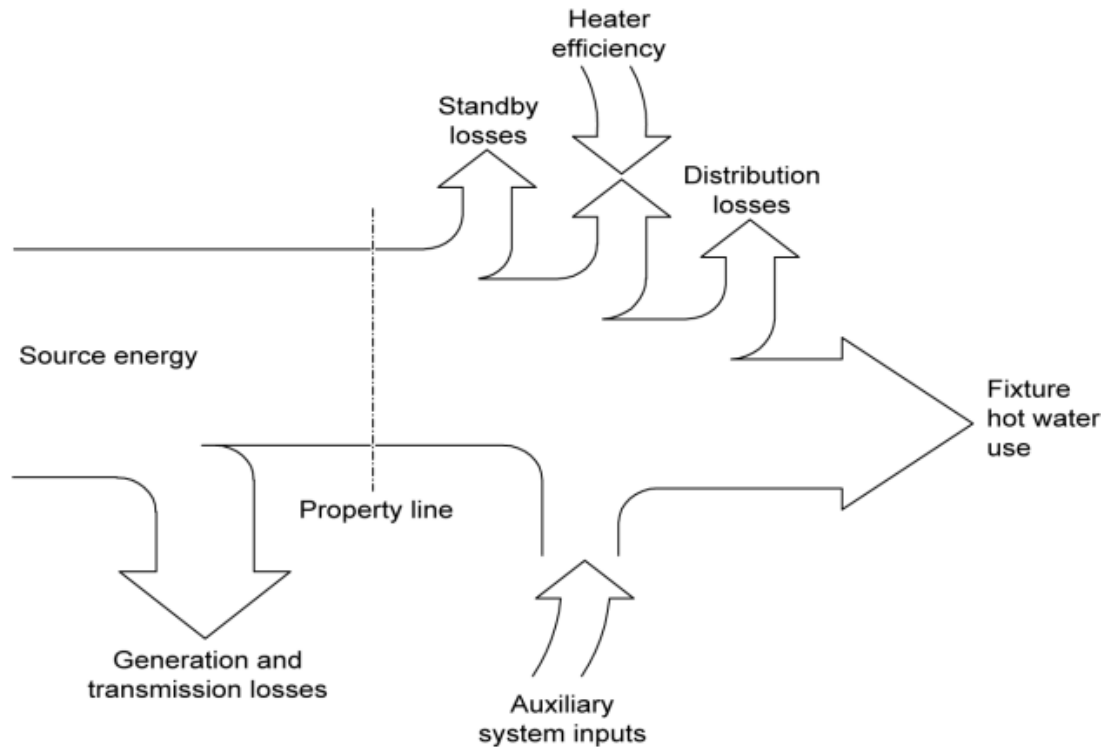 Heater
efficiency
Standby
losses
Distribution
losses
Source energy
Fixture
hot water
use
Property line
Generation and
transmission losses
Auxiliary
system inputs